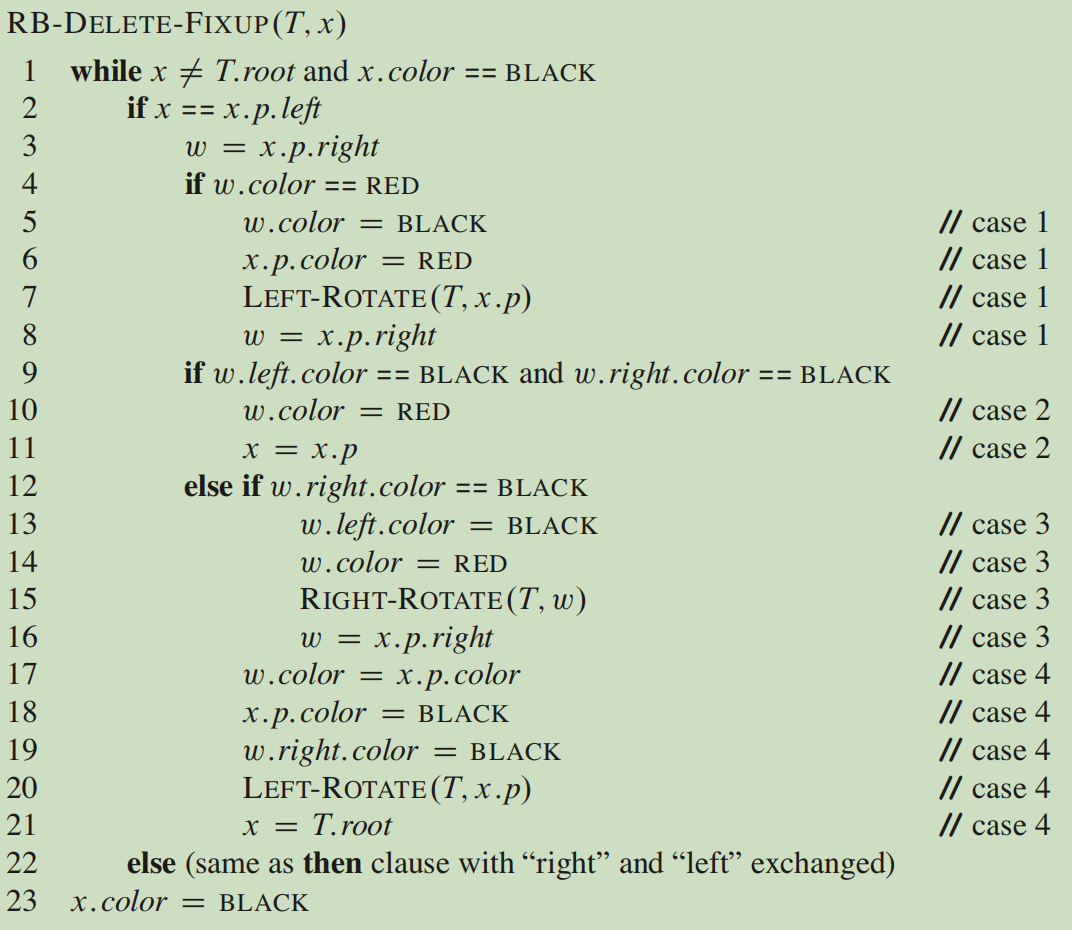 RB-DELETE-FIXUP(T, x)
1 while x ≠ T.root and x.color == BLACK
2 if x == x.p.left
3 w = x.p.right
4 if w.color == RED
5 w.color = BLACK // case 1
6 x.p.color = RED // case 1
7 LEFT-ROTATE(T, x.p) // case 1
8 w = x.p.right // case 1
9 if w.left.color == BLACK and w.right.color == BLACK
10 w.color = RED // case 2
11 x = x.p // case 2
12 else if w.right.color == BLACK
13 w.left.color = BLACK // case 3
14 w.color = RED // case 3
15 RIGHT-ROTATE(T, w) // case 3
16 w = x.p.right // case 3
17 w.color = x.p.color // case 4
18 x.p.color = BLACK // case 4
19 w.right.color = BLACK // case 4
20 LEFT-ROTATE(T, x.p) // case 4
21 x = T.root // case 4
22 else (same as then clause with “right” and “left” exchanged)
23 x.color = BLACK